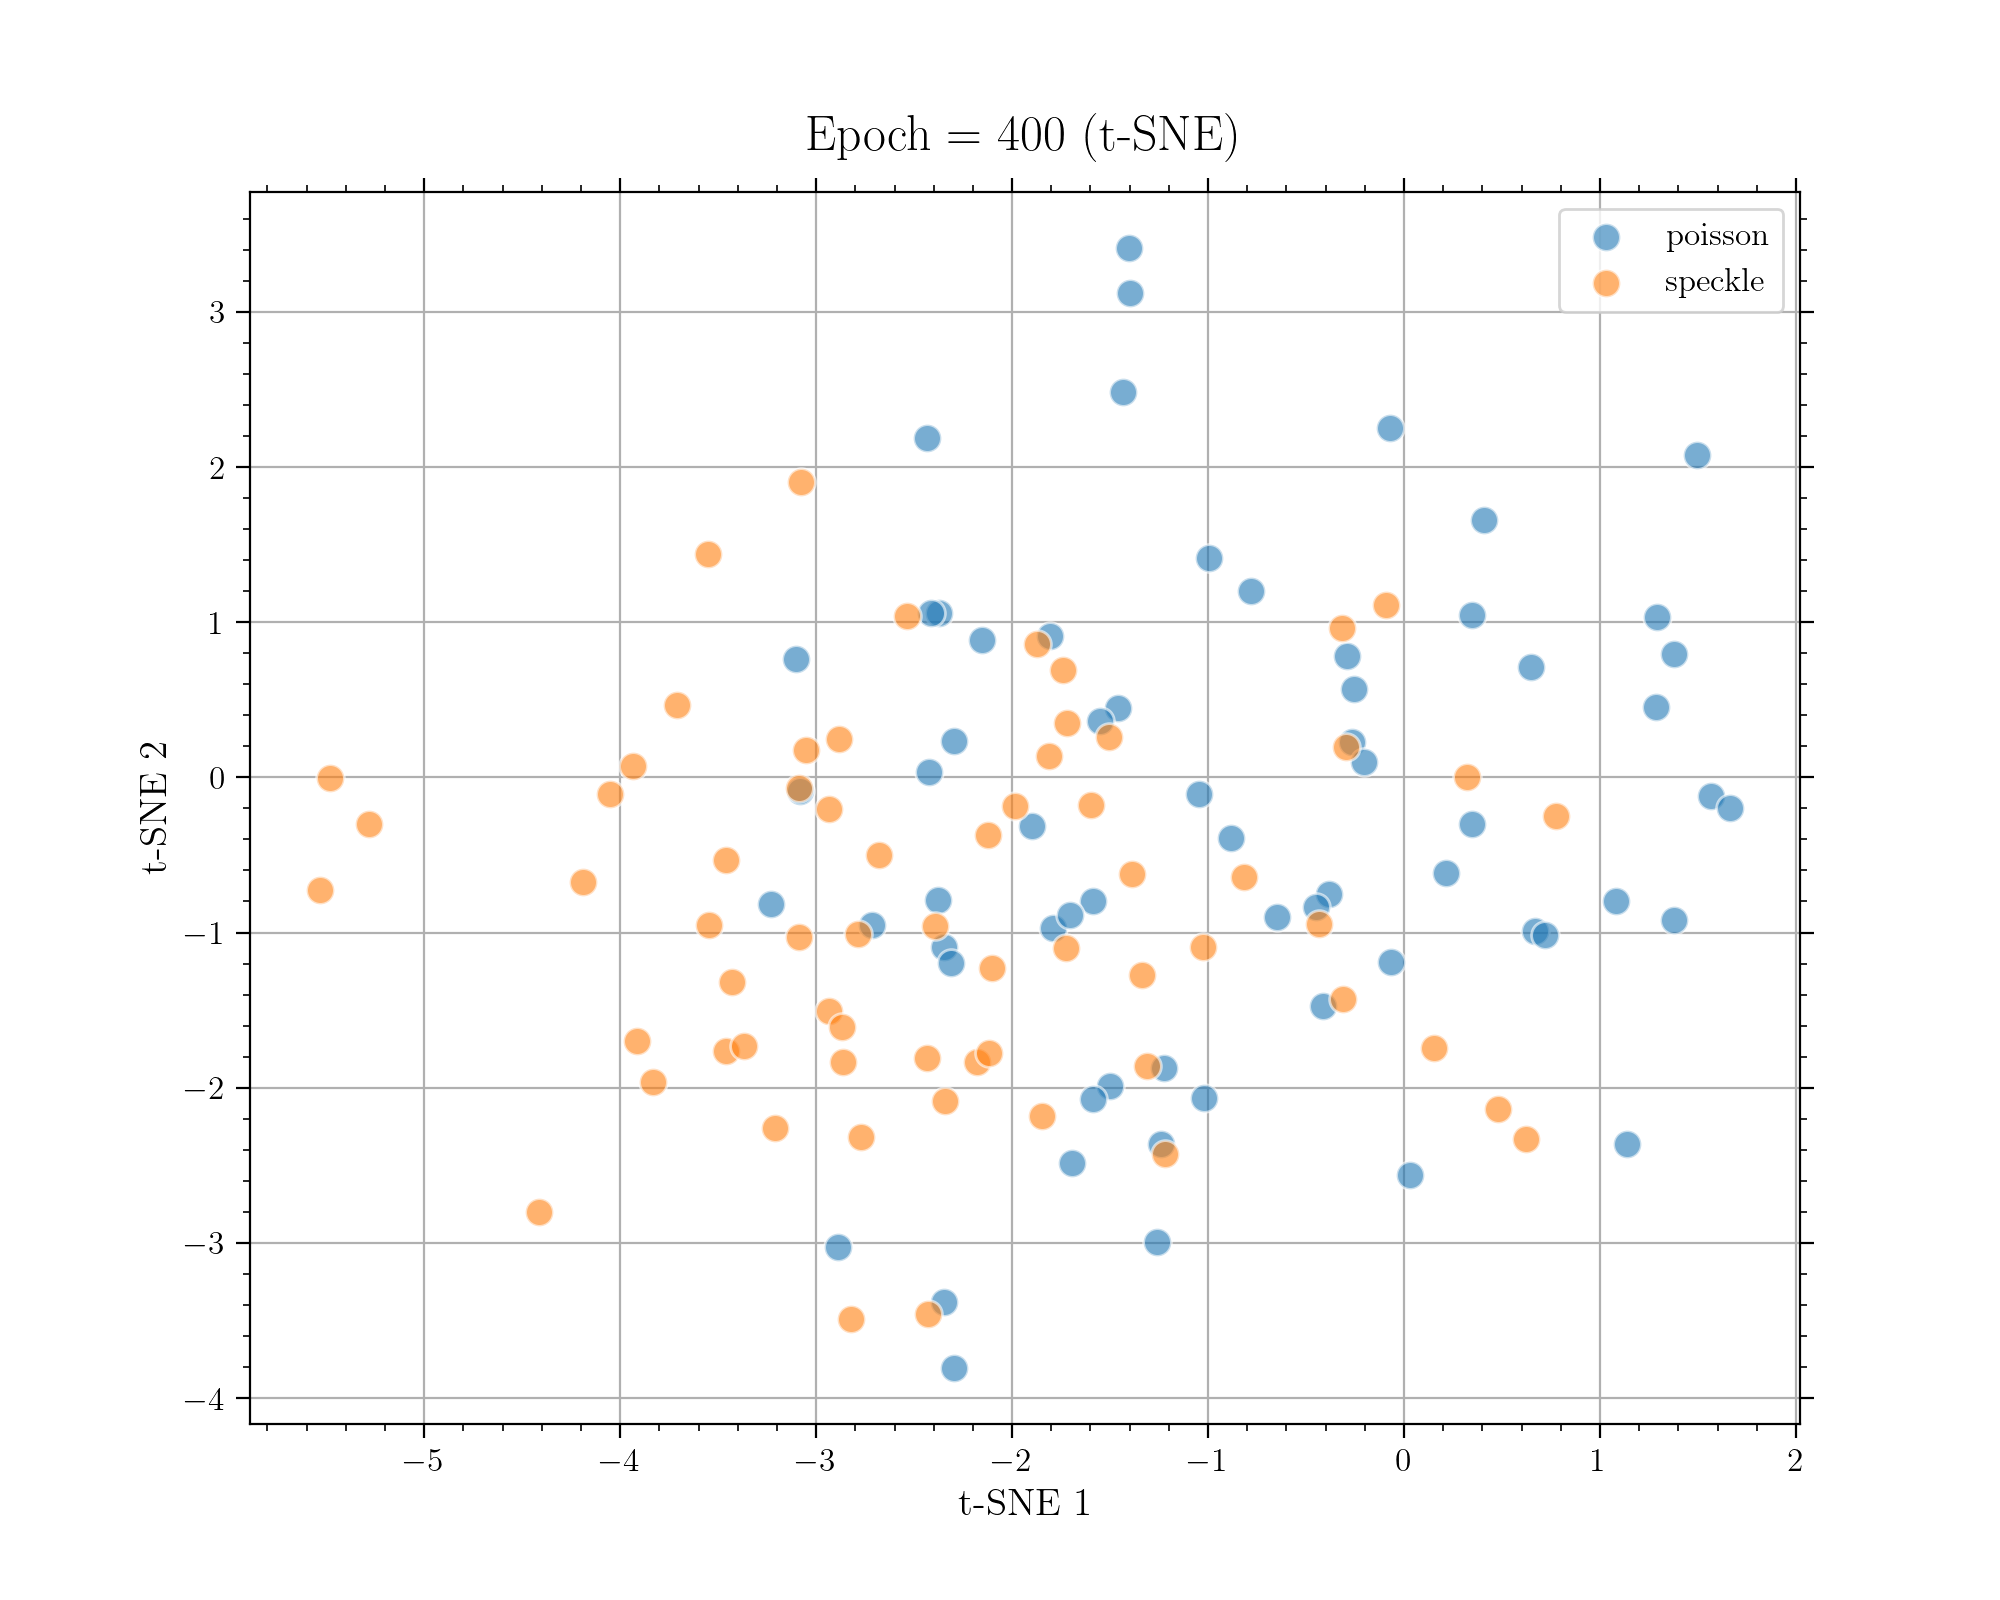 Epoch = 400 (t-SNE)
poisson
speckle
t-SNE 2
3
2
1
0
−1
−2
−3
−4
−5 −4 −3 −2 −1 0 1 2
t-SNE 1